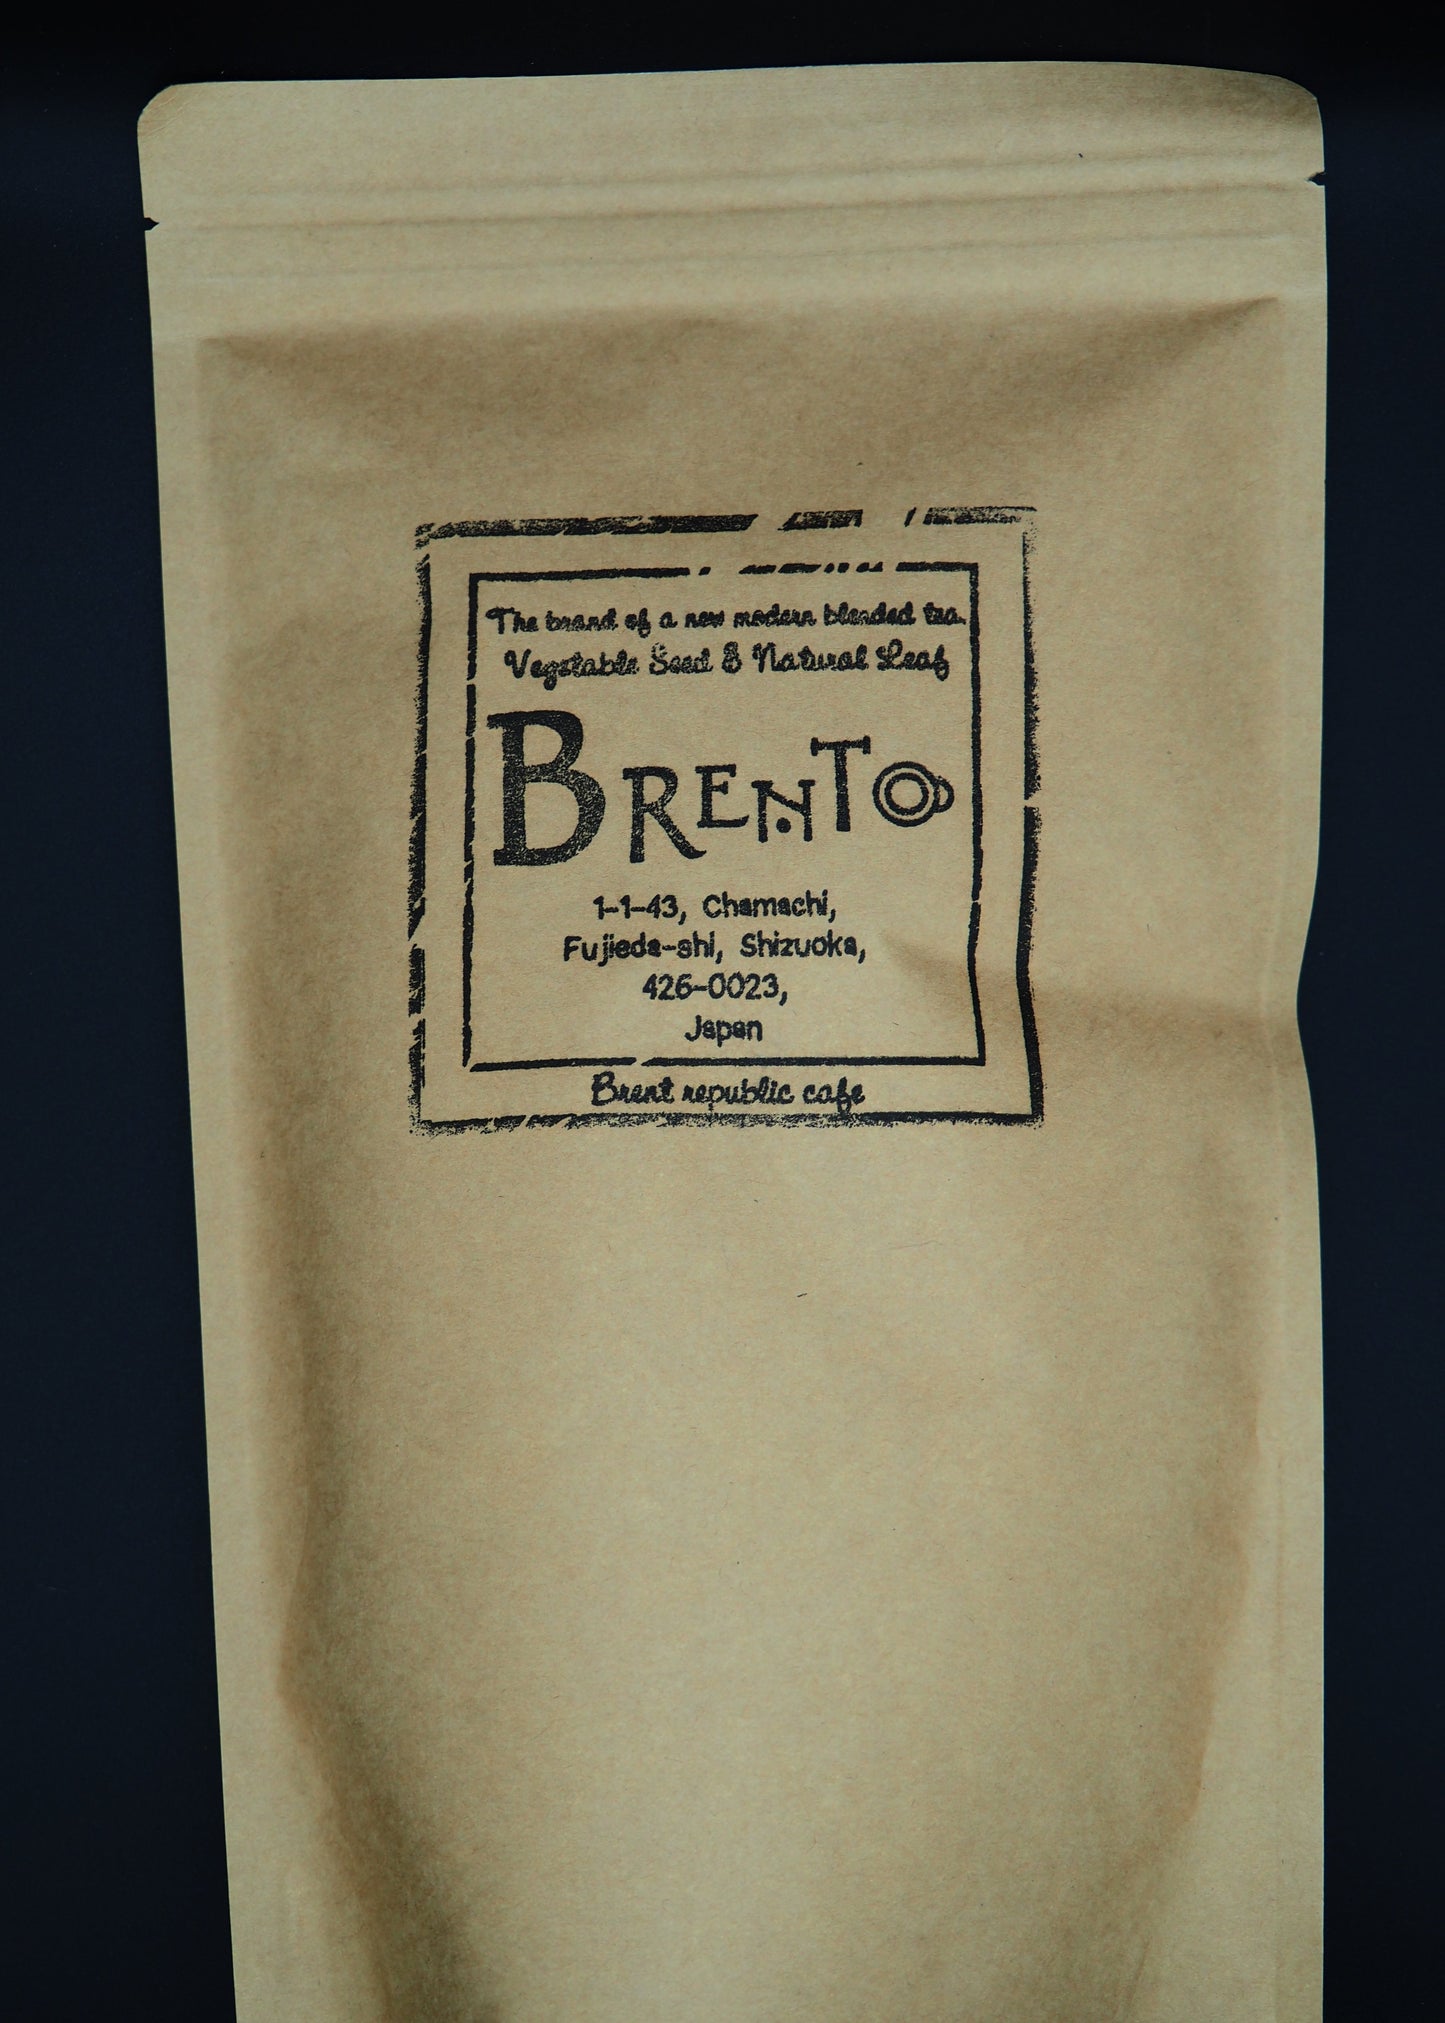 The brand of a new modern blended tea.
Vegetable Seed & Natural Leaf
BRENTO
1-1-43, Chamachi,
Fujieda-shi, Shizuoka,
426-0023,
Japan
Brent republic cafe